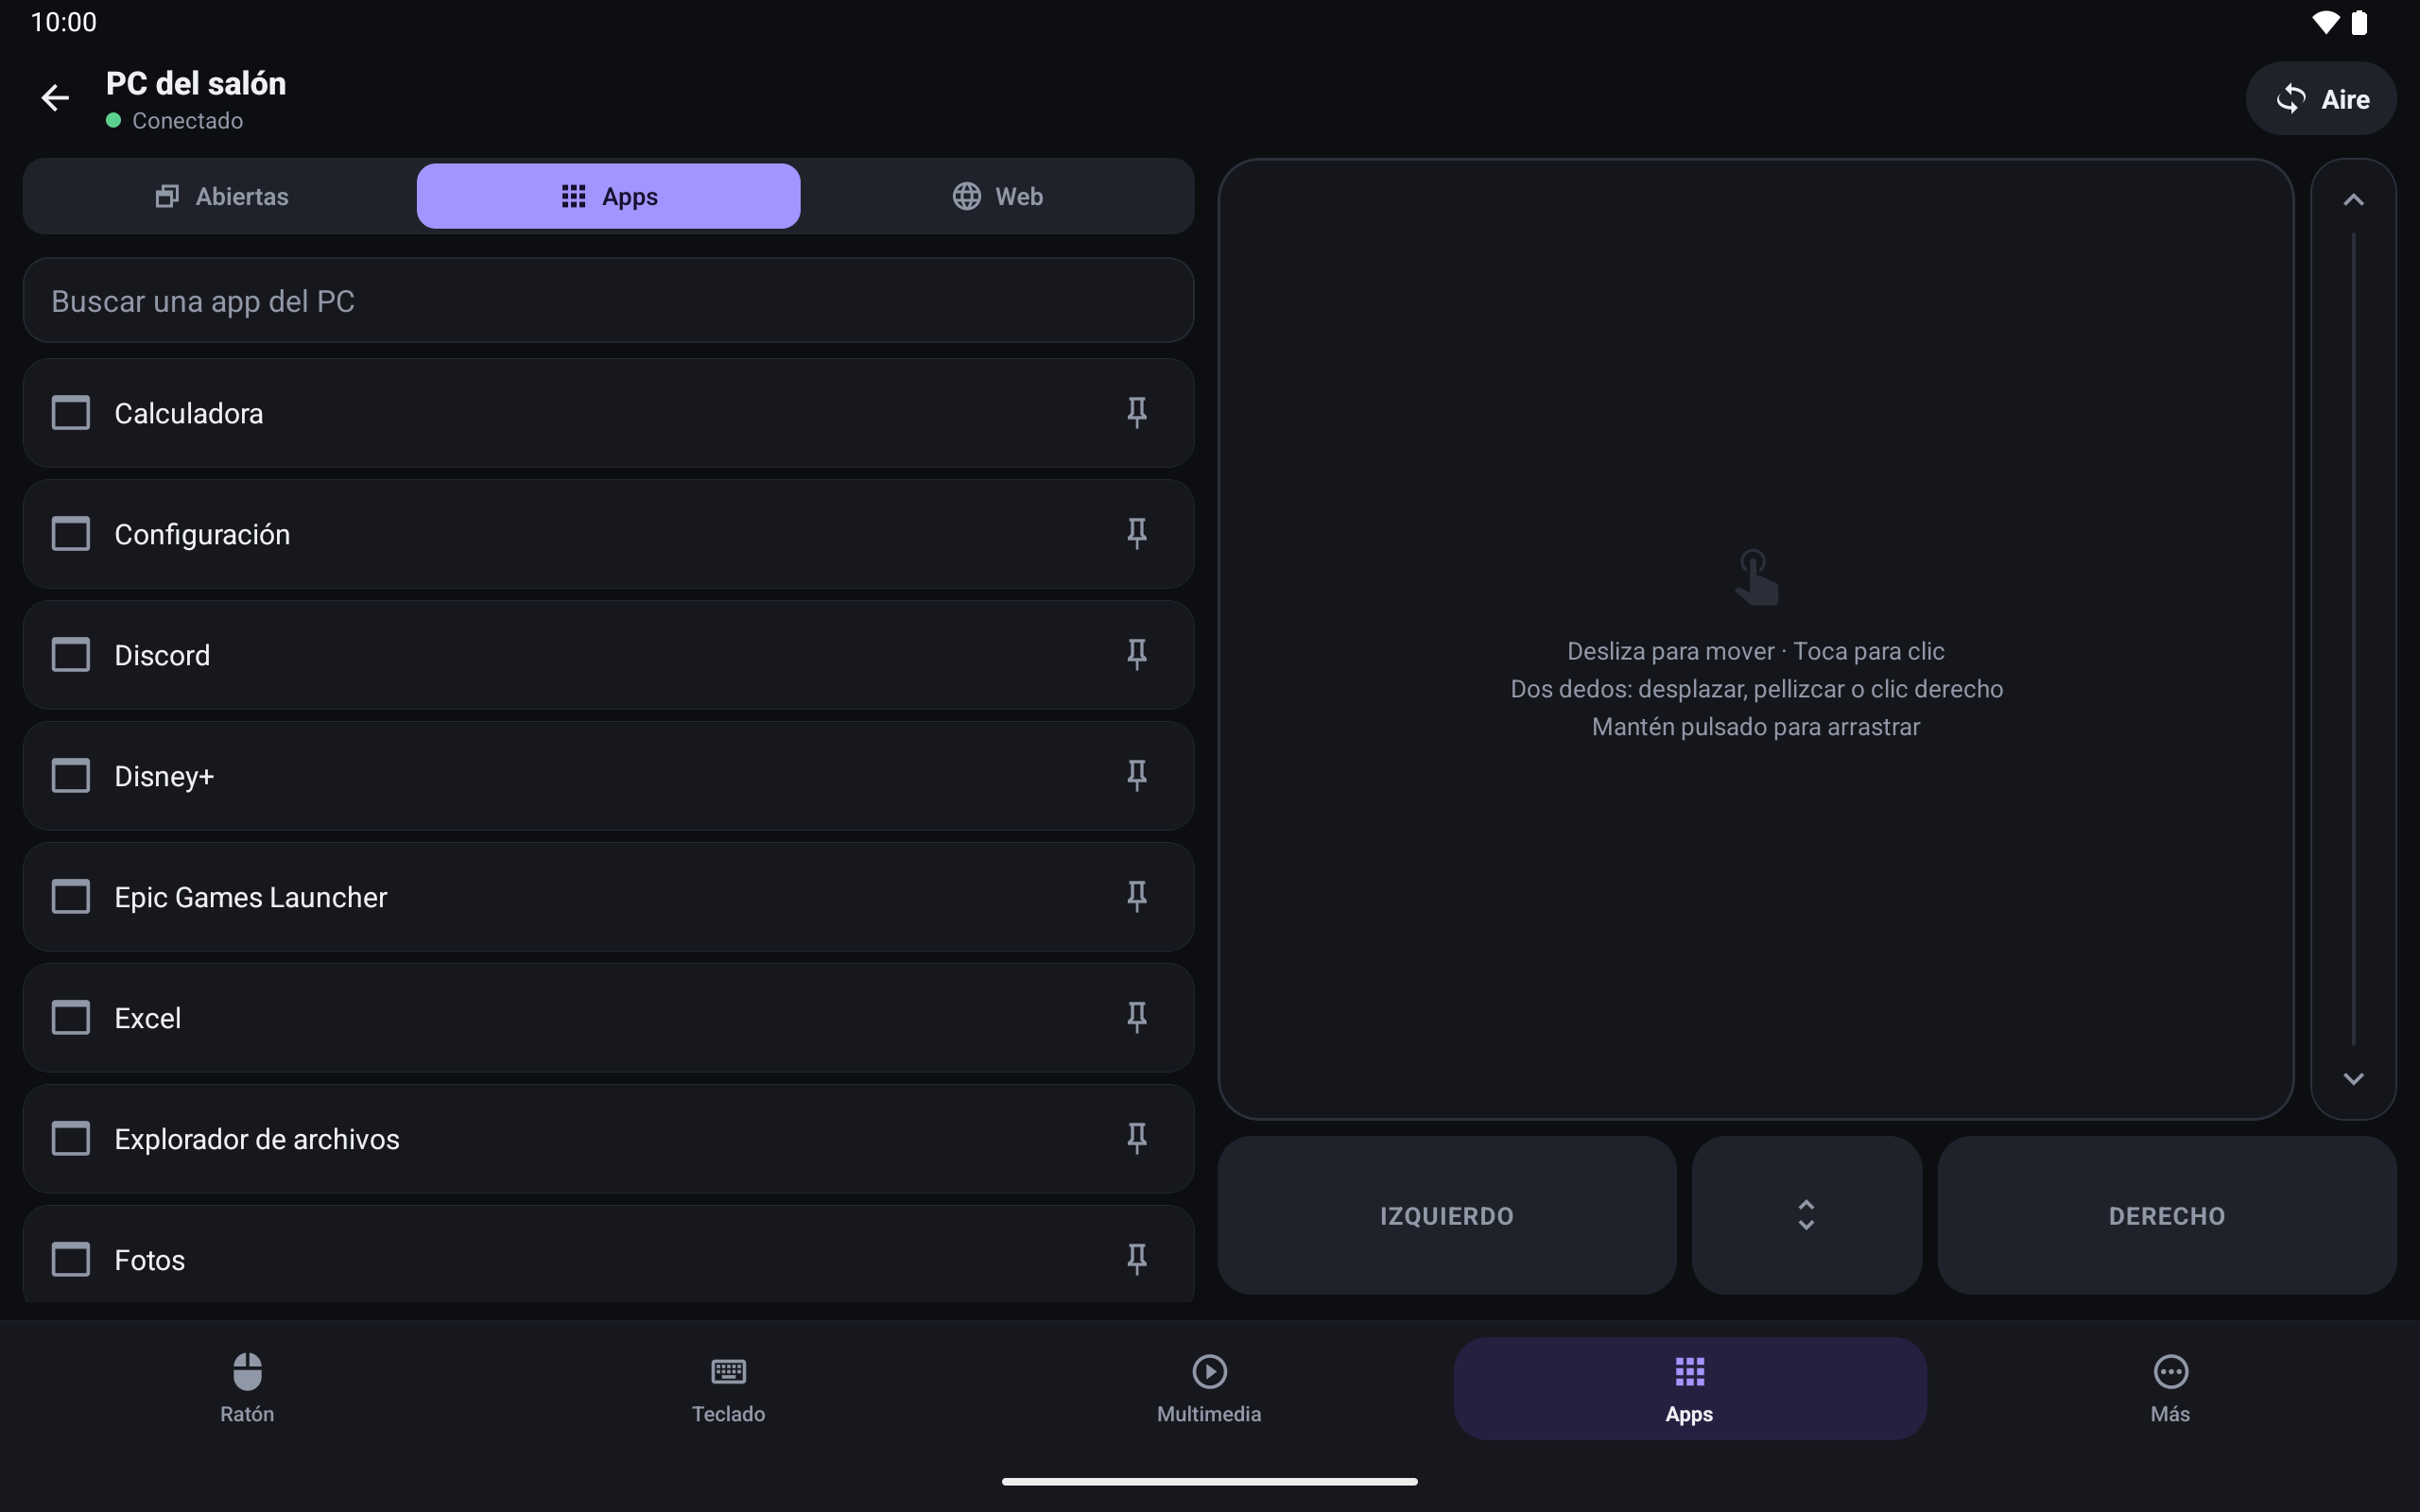 10:00
PC del salón
Conectado
Aire
Abiertas
Apps
Web
Buscar una app del PC
Calculadora
Configuración
Discord
Disney+
Epic Games Launcher
Excel
Explorador de archivos
Fotos
Desliza para mover · Toca para clic
Dos dedos: desplazar, pellizcar o clic derecho
Mantén pulsado para arrastrar
IZQUIERDO
DERECHO
Ratón
Teclado
Multimedia
Apps
Más